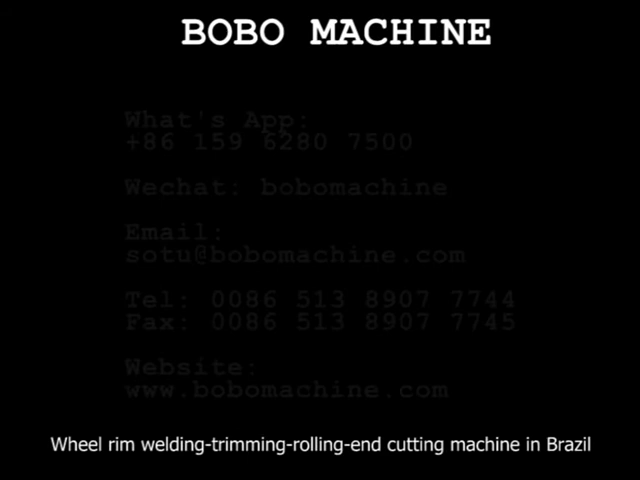 BOBO MACHINE
What's App:
+86 159 6280 7500
Wechat: bobomachine
Email:
sotu@bobomachine.com
Tel: 0086 513 8907 7744
Fax: 0086 513 8907 7745
Website:
www.bobomachine.com
Wheel rim welding-trimming-rolling-end cutting machine in Brazil